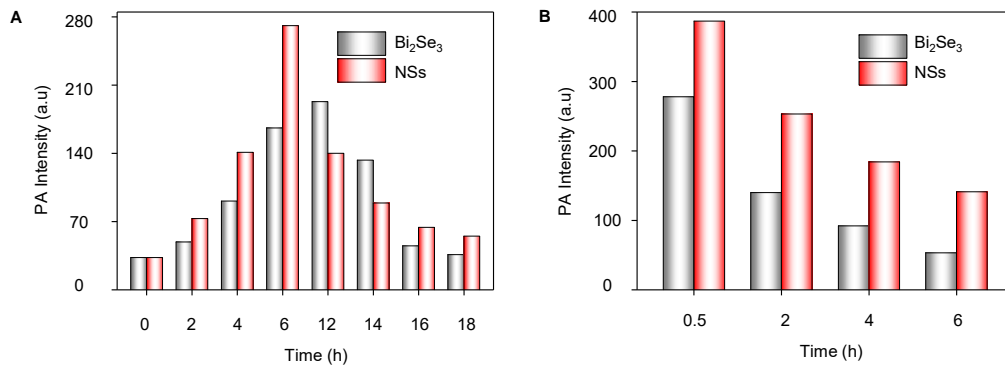 A
PA Intensity (a.u)
280
210
140
70
0
Bi₂Se₃
NSs
0 2 4 6 12 14 16 18
Time (h)
B
PA Intensity (a.u)
400
300
200
100
0
Bi₂Se₃
NSs
0.5 2 4 6
Time (h)